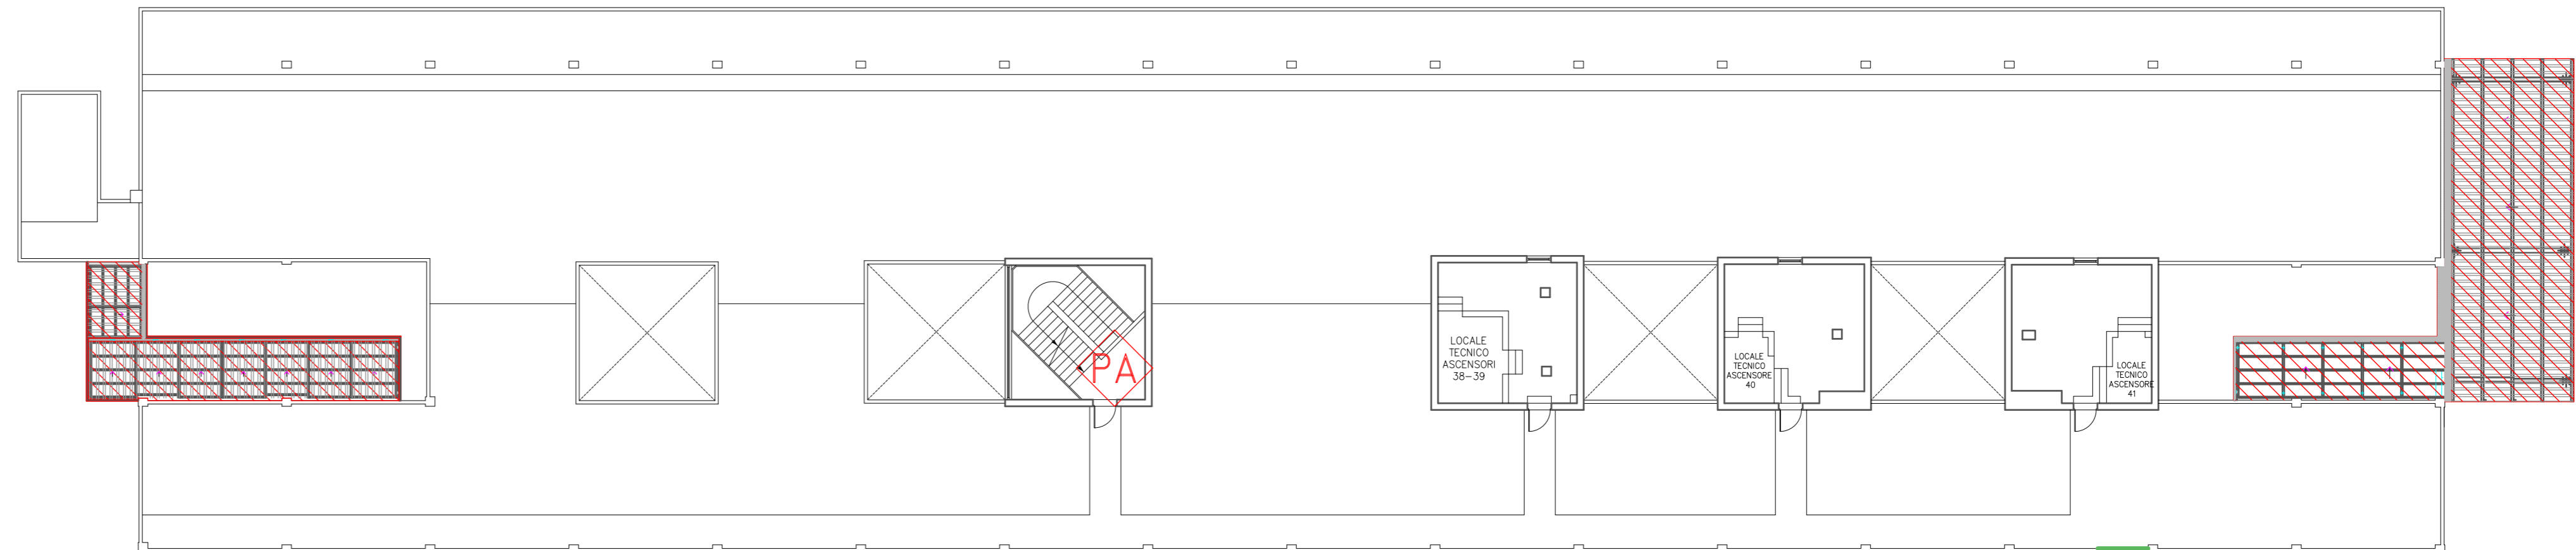 PA
LOCALE
TECNICO
ASCENSORI
38-39
LOCALE
TECNICO
ASCENSORE
40
LOCALE
TECNICO
ASCENSORE
41